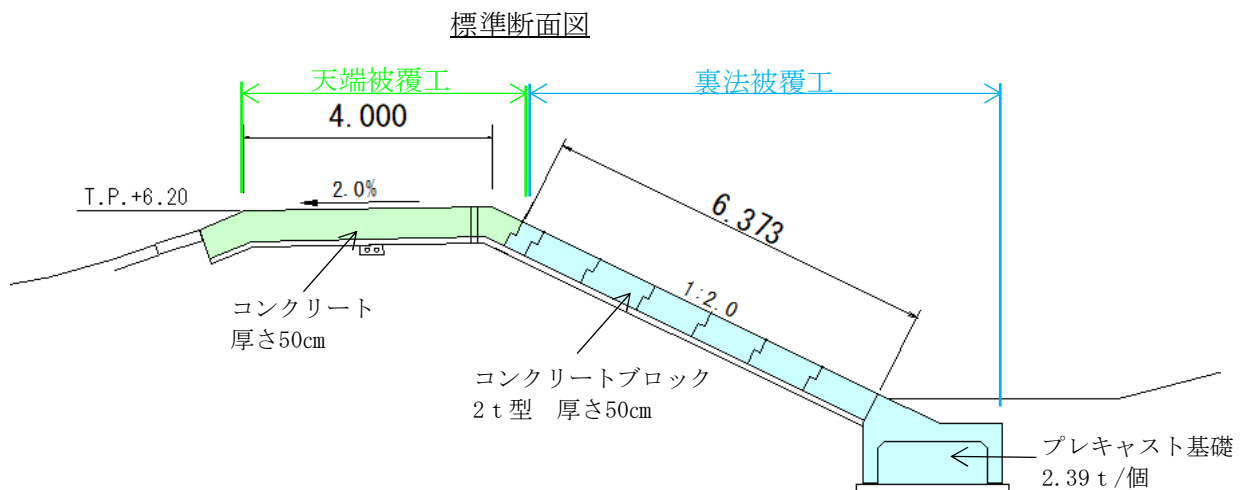 標準断面図
天端被覆工
裏法被覆工
4.000
T.P.+6.20
2.0%
6.373
1:2.0
コンクリート
厚さ50㎝
コンクリートブロック
2ｔ型　厚さ50㎝
プレキャスト基礎
2.39ｔ/個